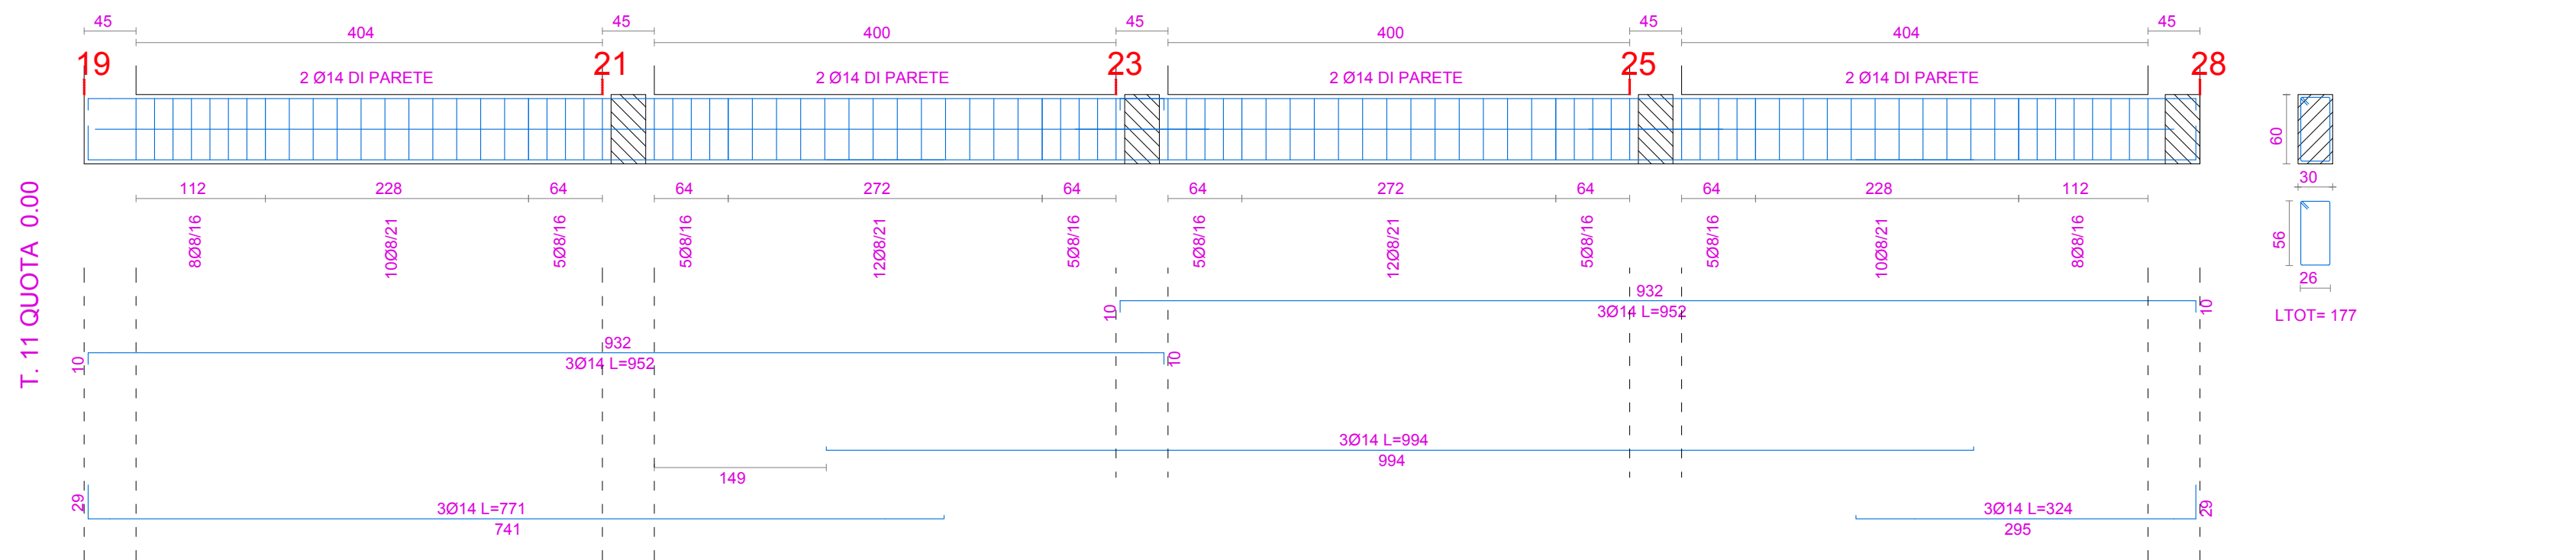 45
45
45
45
45
404
400
400
404
19
21
23
25
28
2 Ø14 DI PARETE
2 Ø14 DI PARETE
2 Ø14 DI PARETE
2 Ø14 DI PARETE
60
30
112
228
64
64
272
64
64
272
64
64
228
112
8Ø8/16
10Ø8/21
5Ø8/16
5Ø8/16
12Ø8/21
5Ø8/16
5Ø8/16
12Ø8/21
5Ø8/16
5Ø8/16
10Ø8/21
8Ø8/16
56
26
LTOT= 177
T. 11 QUOTA 0.00
932
10
3Ø14 L=952
10
932
10
3Ø14 L=952
10
3Ø14 L=994
994
149
29
3Ø14 L=771
741
3Ø14 L=324
295
29